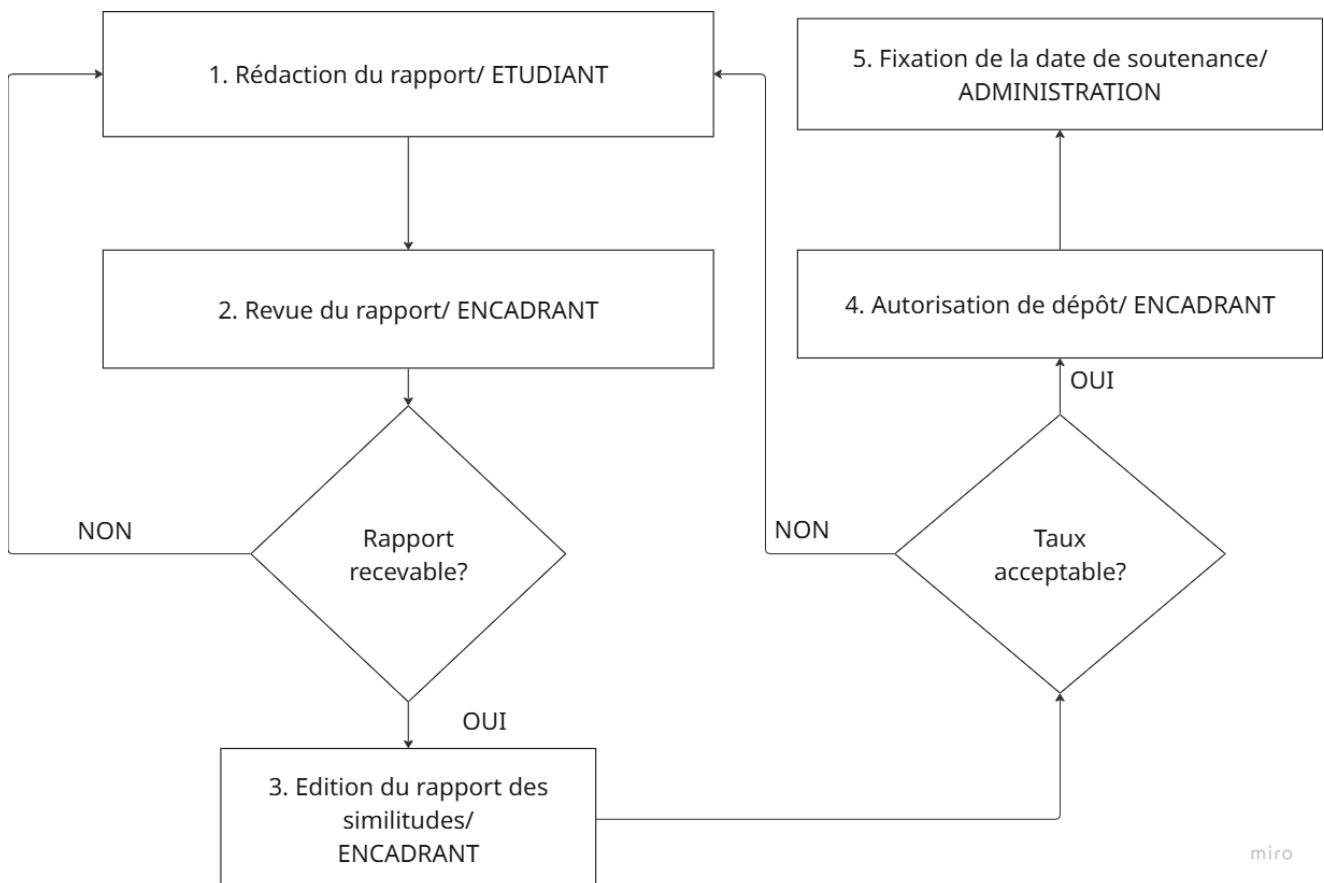 1. Rédaction du rapport/ ETUDIANT
2. Revue du rapport/ ENCADRANT
NON
Rapport
recevable?
OUI
3. Edition du rapport des
similitudes/
ENCADRANT
5. Fixation de la date de soutenance/
ADMINISTRATION
4. Autorisation de dépôt/ ENCADRANT
OUI
NON
Taux
acceptable?
miro